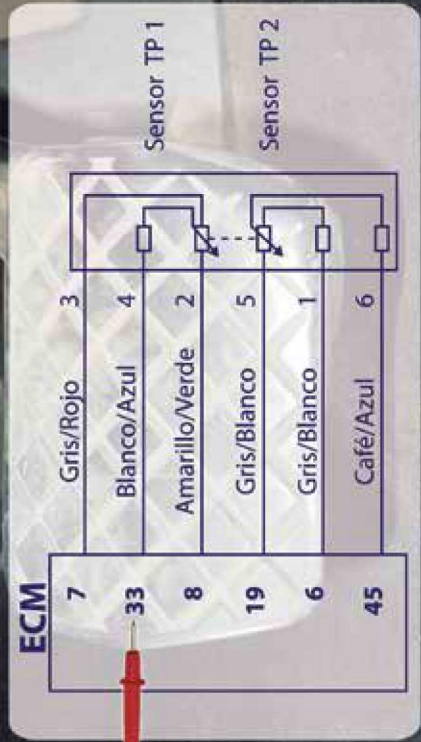 ECM
7 Gris/Rojo 3
33 Blanco/Azul 4
8 Amarillo/Verde 2
19 Gris/Blanco 5
6 Gris/Blanco 1
45 Café/Azul 6
Sensor TP 1
Sensor TP 2